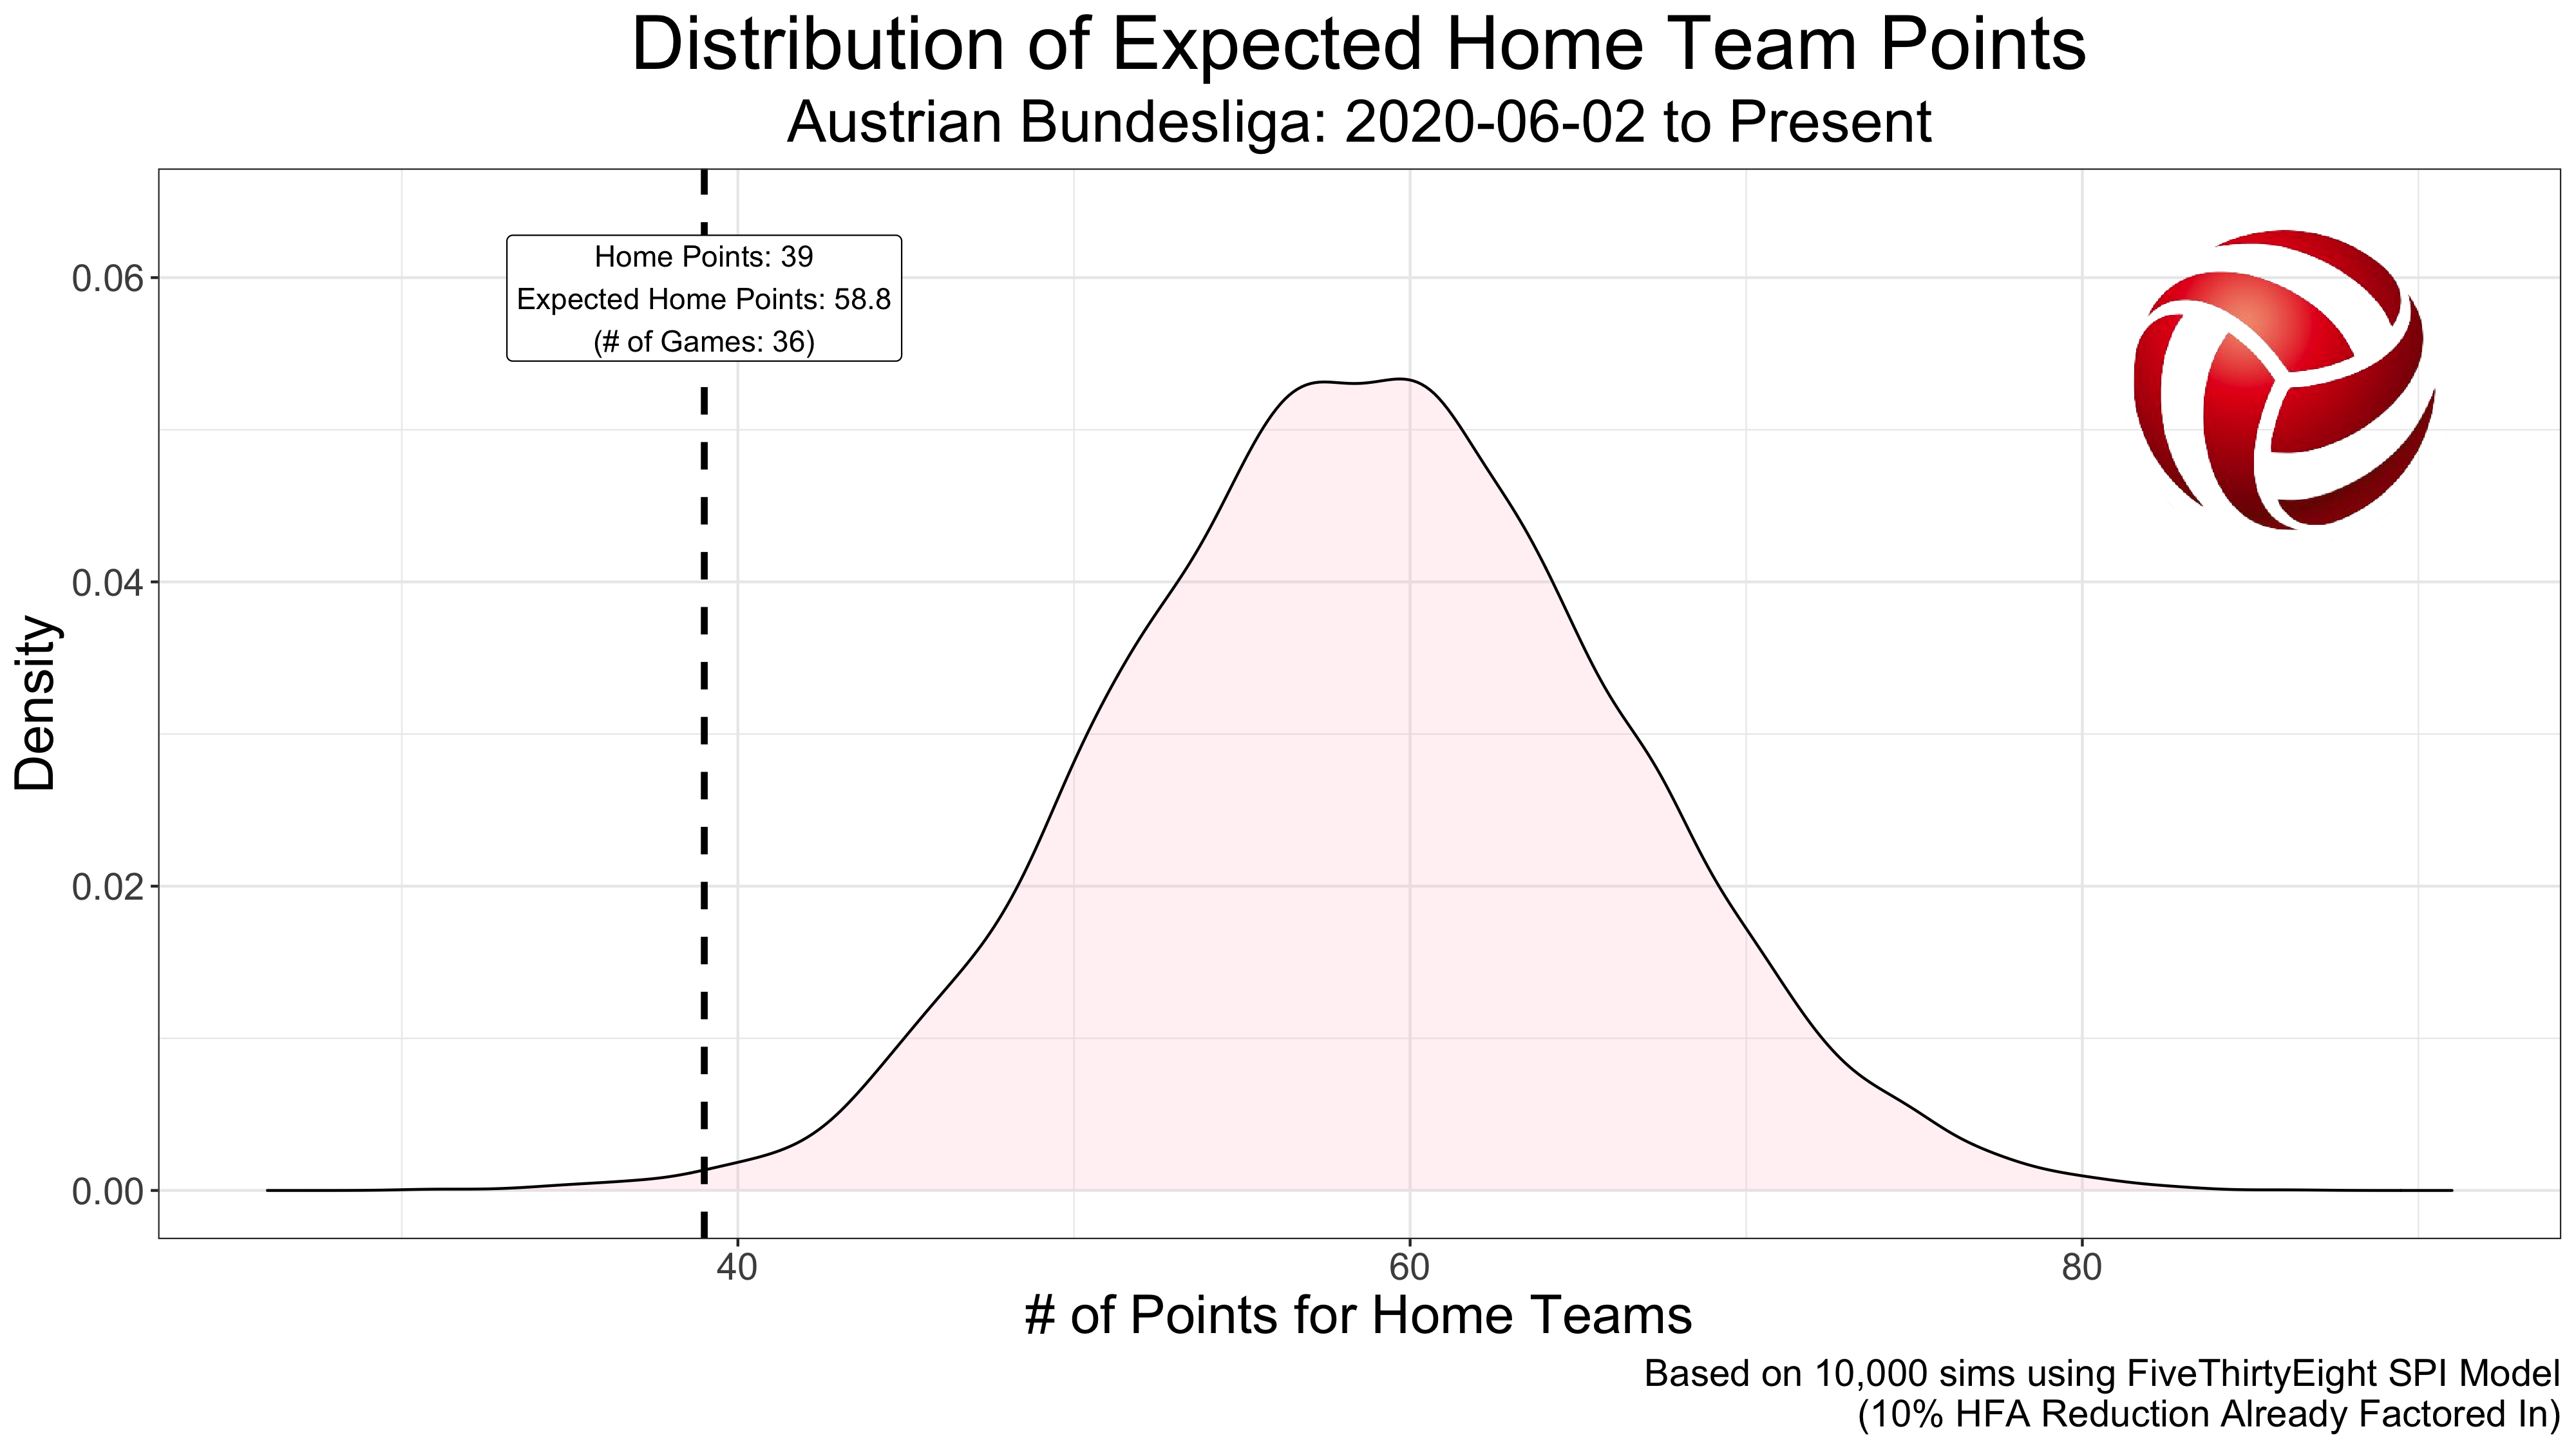 Distribution of Expected Home Team Points
Austrian Bundesliga: 2020-06-02 to Present
Home Points: 39
Expected Home Points: 58.8
(# of Games: 36)
0.06
0.04
0.02
0.00
Density
40
60
80
# of Points for Home Teams
Based on 10,000 sims using FiveThirtyEight SPI Model
(10% HFA Reduction Already Factored In)